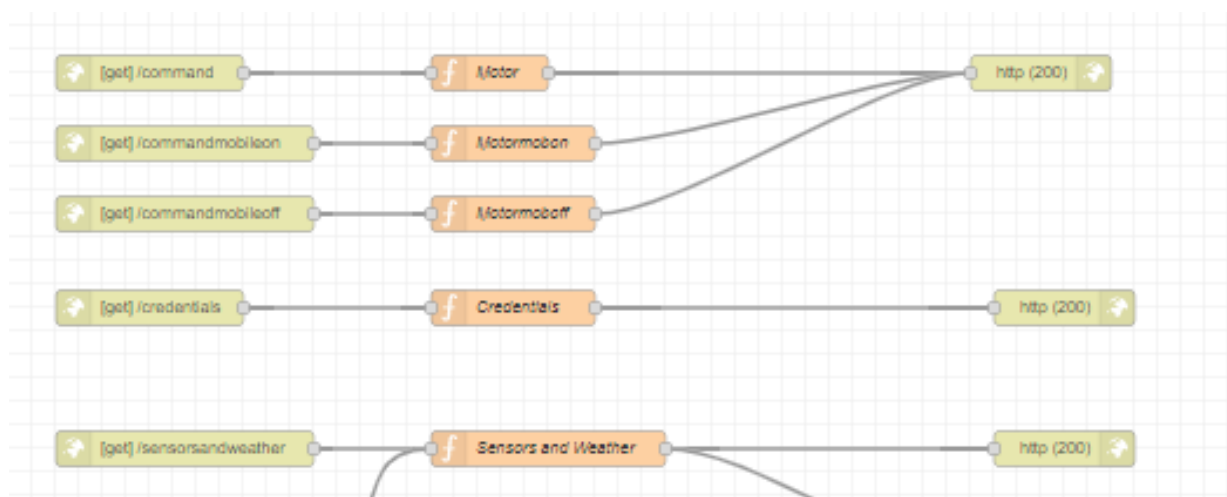 [get] /command
Motor
http (200)
[get] /commandmobileon
Motormobon
[get] /commandmobileoff
Motormoboff
[get] /credentials
Credentials
http (200)
[get] /sensorsandweather
Sensors and Weather
http (200)